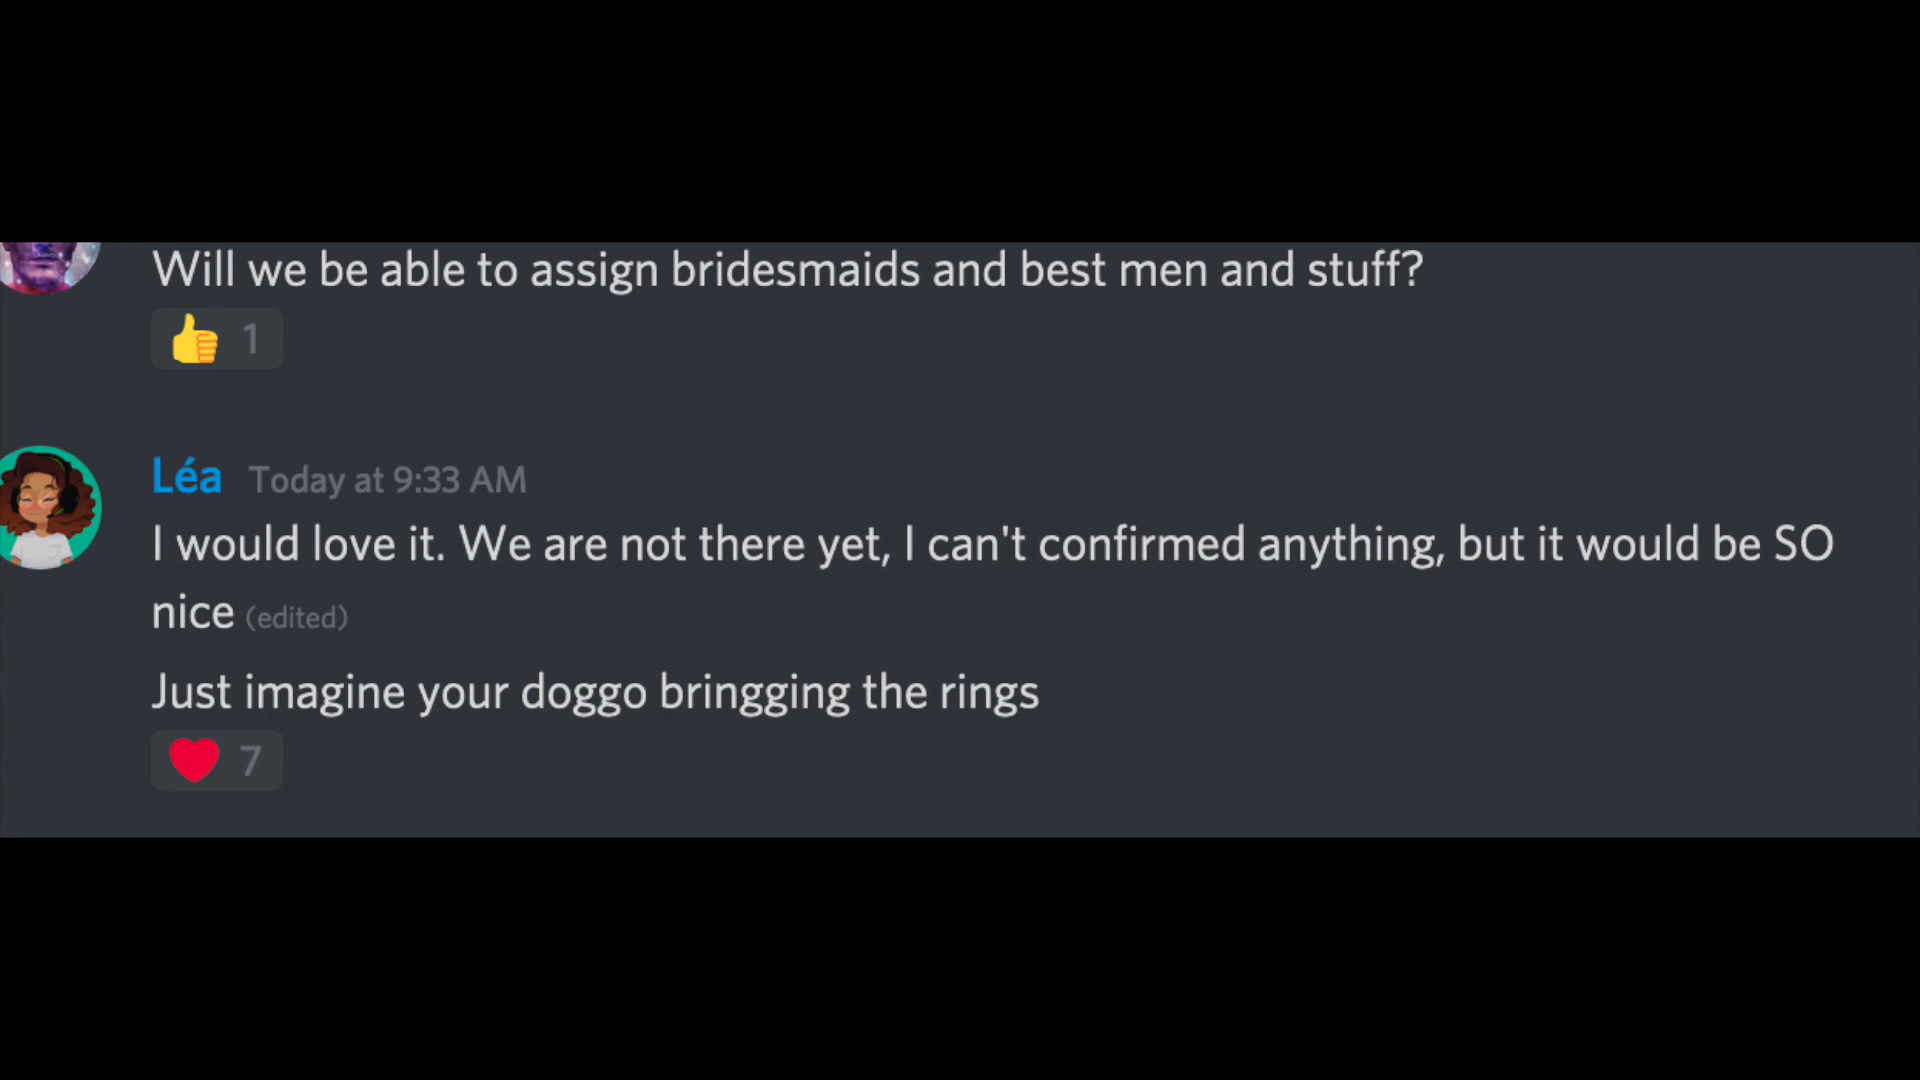 Will we be able to assign bridesmaids and best men and stuff?
1
Léa Today at 9:33 AM
I would love it. We are not there yet, I can't confirmed anything, but it would be SO
nice (edited)
Just imagine your doggo bringging the rings
7